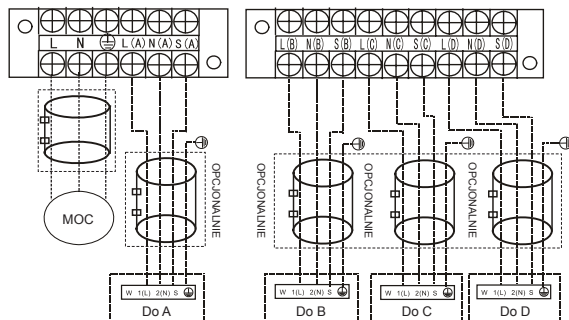 L N L(A) N(A) S(A)
L(B) N(B) S(B) L(C) N(C) S(C) L(D) N(D) S(D)
MOC
OPCJONALNIE
OPCJONALNIE
OPCJONALNIE
OPCJONALNIE
W 1(L) 2(N) S
Do A
W 1(L) 2(N) S
Do B
W 1(L) 2(N) S
Do C
W 1(L) 2(N) S
Do D